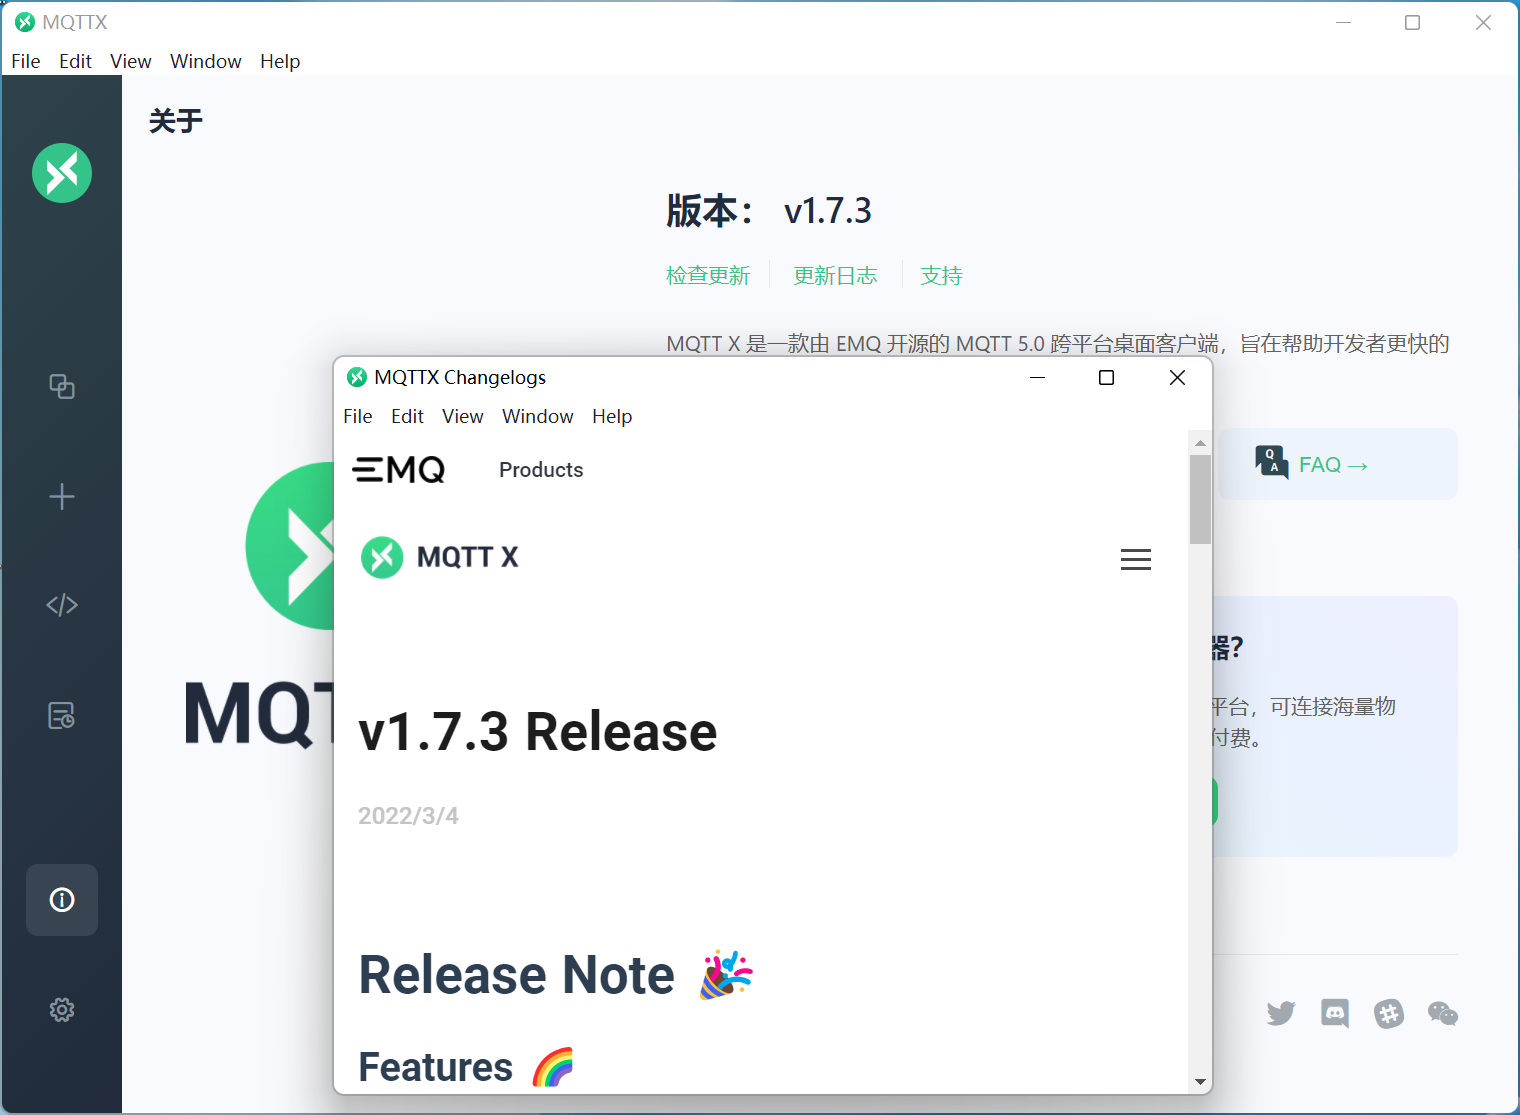 MQTTX
File Edit View Window Help
关于
版本： v1.7.3
检查更新 更新日志 支持
MQTT X 是一款由 EMQ 开源的 MQTT 5.0 跨平台桌面客户端，旨在帮助开发者更快的
MQTTX Changelogs
File Edit View Window Help
EMQ Products
Q A FAQ →
MQTT X
器？
平台，可连接海量物
付费。
MQT
v1.7.3 Release
2022/3/4
Release Note 🎉
Features 🌈